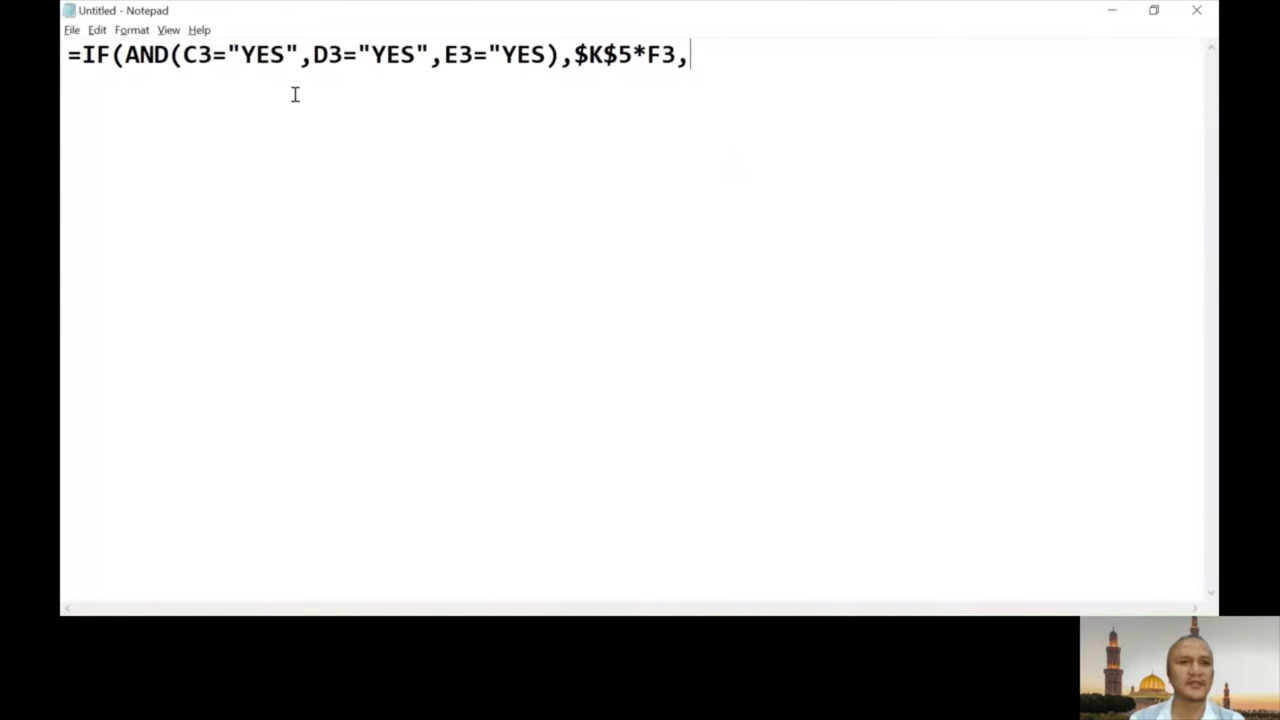 Untitled - Notepad
File Edit Format View Help
=IF(AND(C3="YES",D3="YES",E3="YES),$K$5*F3,